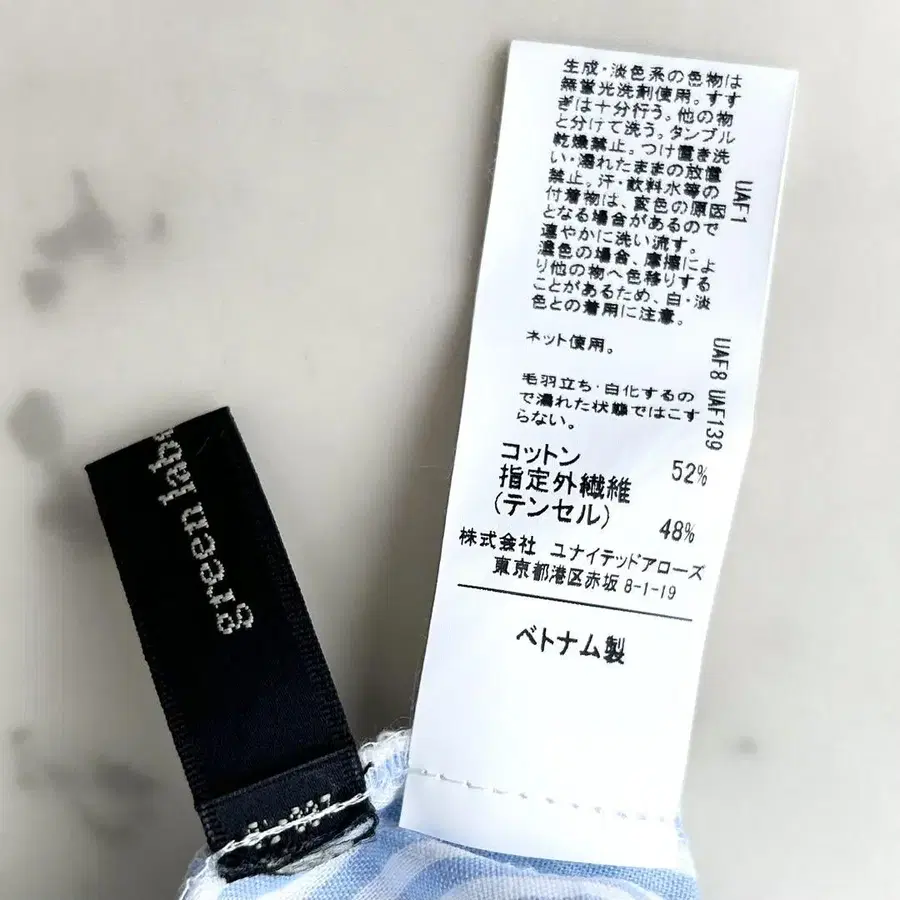 生成・淡色系の色物は
無蛍光洗剤使用。すす
ぎは十分行う。他の物
と分けて洗う。タンブル
乾燥禁止。つけ置き洗
い・濡れたままの放置
禁止。汗・飲料水等の
付着物は、変色の原因
となる場合があるので
速やかに洗い流す。
濃色の場合、摩擦によ
り他の物へ色移りする
ことがあるため、白・淡
色との着用に注意。
UAF1
ネット使用。
UAF8 UAF139
毛羽立ち・白化するの
で濡れた状態ではこす
らない。
コットン 52%
指定外繊維
(テンセル) 48%
株式会社 ユナイテッドアローズ
東京都港区赤坂 8-1-19
ベトナム製
green